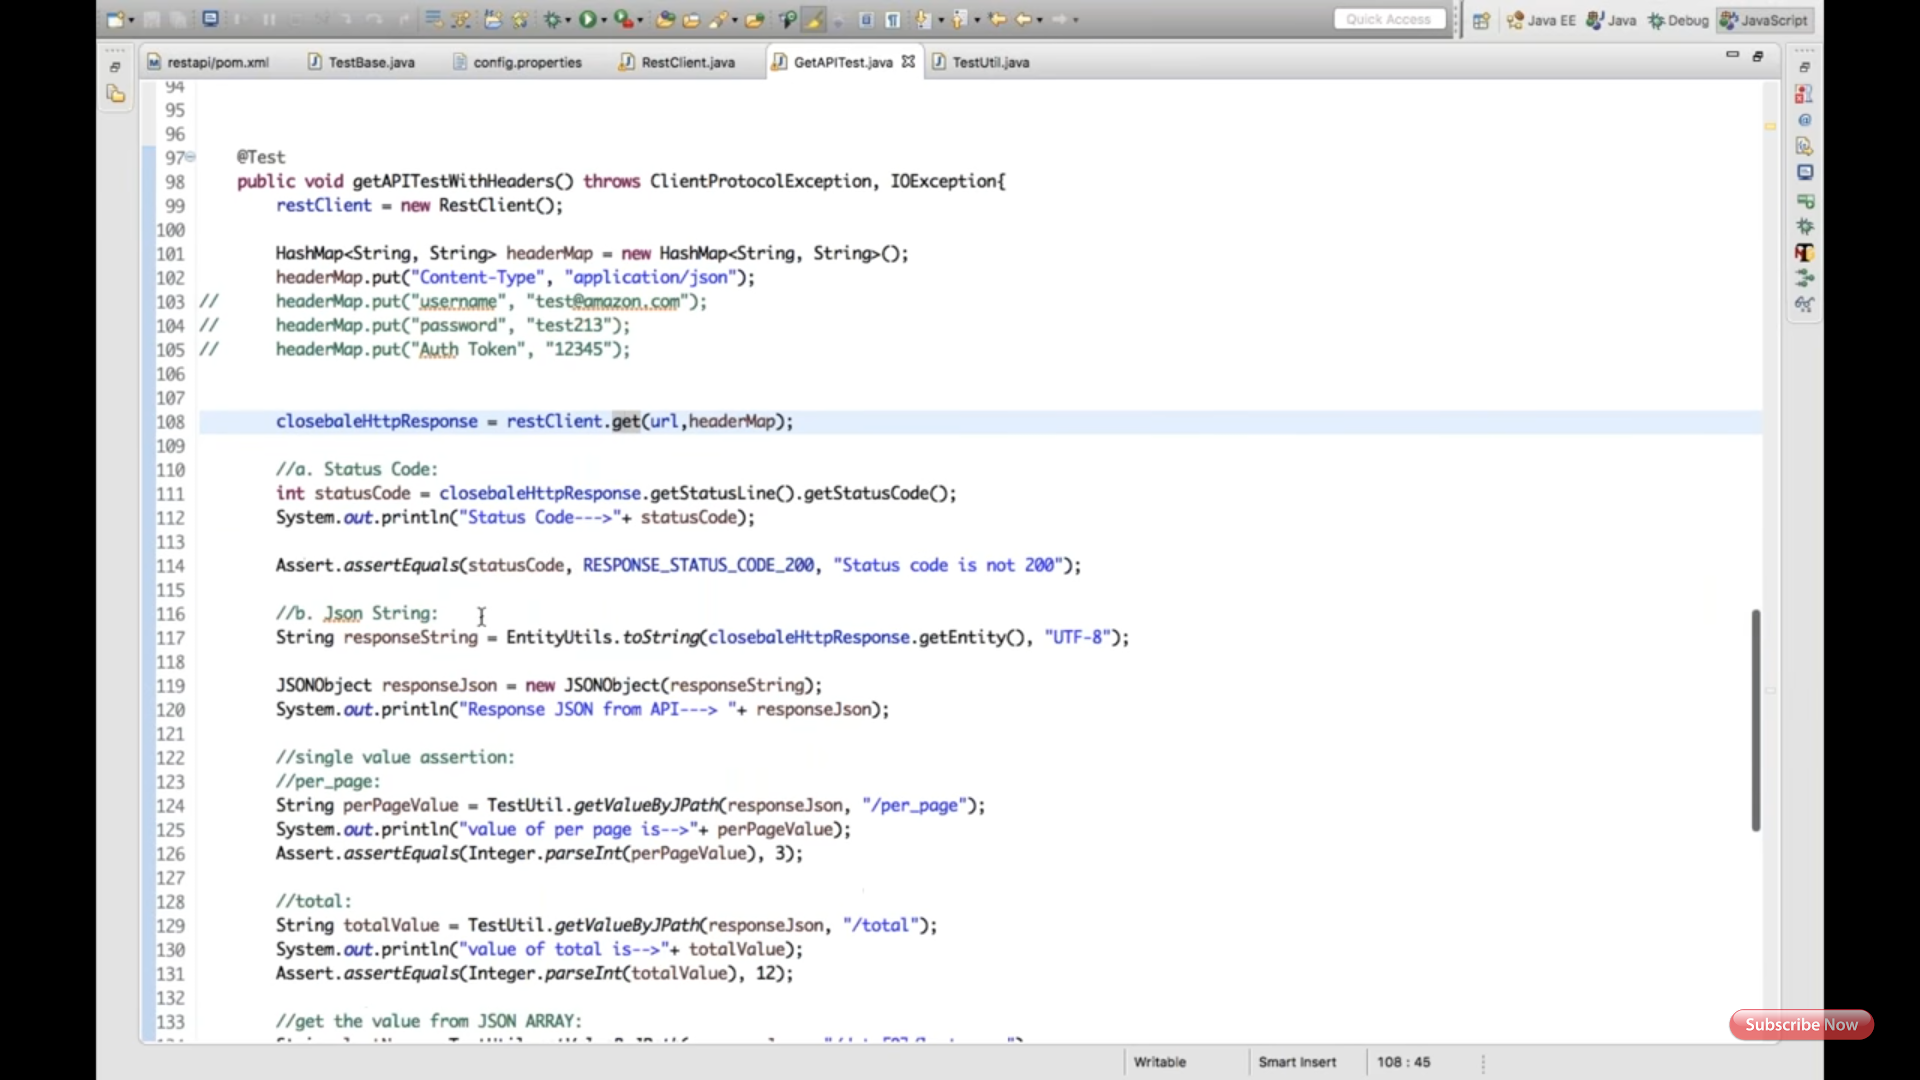 Quick Access
Java EE
Java
Debug
JavaScript
restapi/pom.xml
TestBase.java
config.properties
RestClient.java
GetAPITest.java
TestUtil.java
94
95
96
97 @Test
98 public void getAPITestWithHeaders() throws ClientProtocolException, IOException{
99 restClient = new RestClient();
100
101 HashMap<String, String> headerMap = new HashMap<String, String>();
102 headerMap.put("Content-Type", "application/json");
103 // headerMap.put("username", "test@amazon.com");
104 // headerMap.put("password", "test213");
105 // headerMap.put("Auth Token", "12345");
106
107
108 closebaleHttpResponse = restClient.get(url,headerMap);
109
110 //a. Status Code:
111 int statusCode = closebaleHttpResponse.getStatusLine().getStatusCode();
112 System.out.println("Status Code--->"+ statusCode);
113
114 Assert.assertEquals(statusCode, RESPONSE_STATUS_CODE_200, "Status code is not 200");
115
116 //b. Json String:
117 String responseString = EntityUtils.toString(closebaleHttpResponse.getEntity(), "UTF-8");
118
119 JSONObject responseJson = new JSONObject(responseString);
120 System.out.println("Response JSON from API---> "+ responseJson);
121
122 //single value assertion:
123 //per_page:
124 String perPageValue = TestUtil.getValueByJPath(responseJson, "/per_page");
125 System.out.println("value of per page is-->"+ perPageValue);
126 Assert.assertEquals(Integer.parseInt(perPageValue), 3);
127
128 //total:
129 String totalValue = TestUtil.getValueByJPath(responseJson, "/total");
130 System.out.println("value of total is-->"+ totalValue);
131 Assert.assertEquals(Integer.parseInt(totalValue), 12);
132
133 //get the value from JSON ARRAY:
Subscribe Now
Writable
Smart Insert
108 : 45